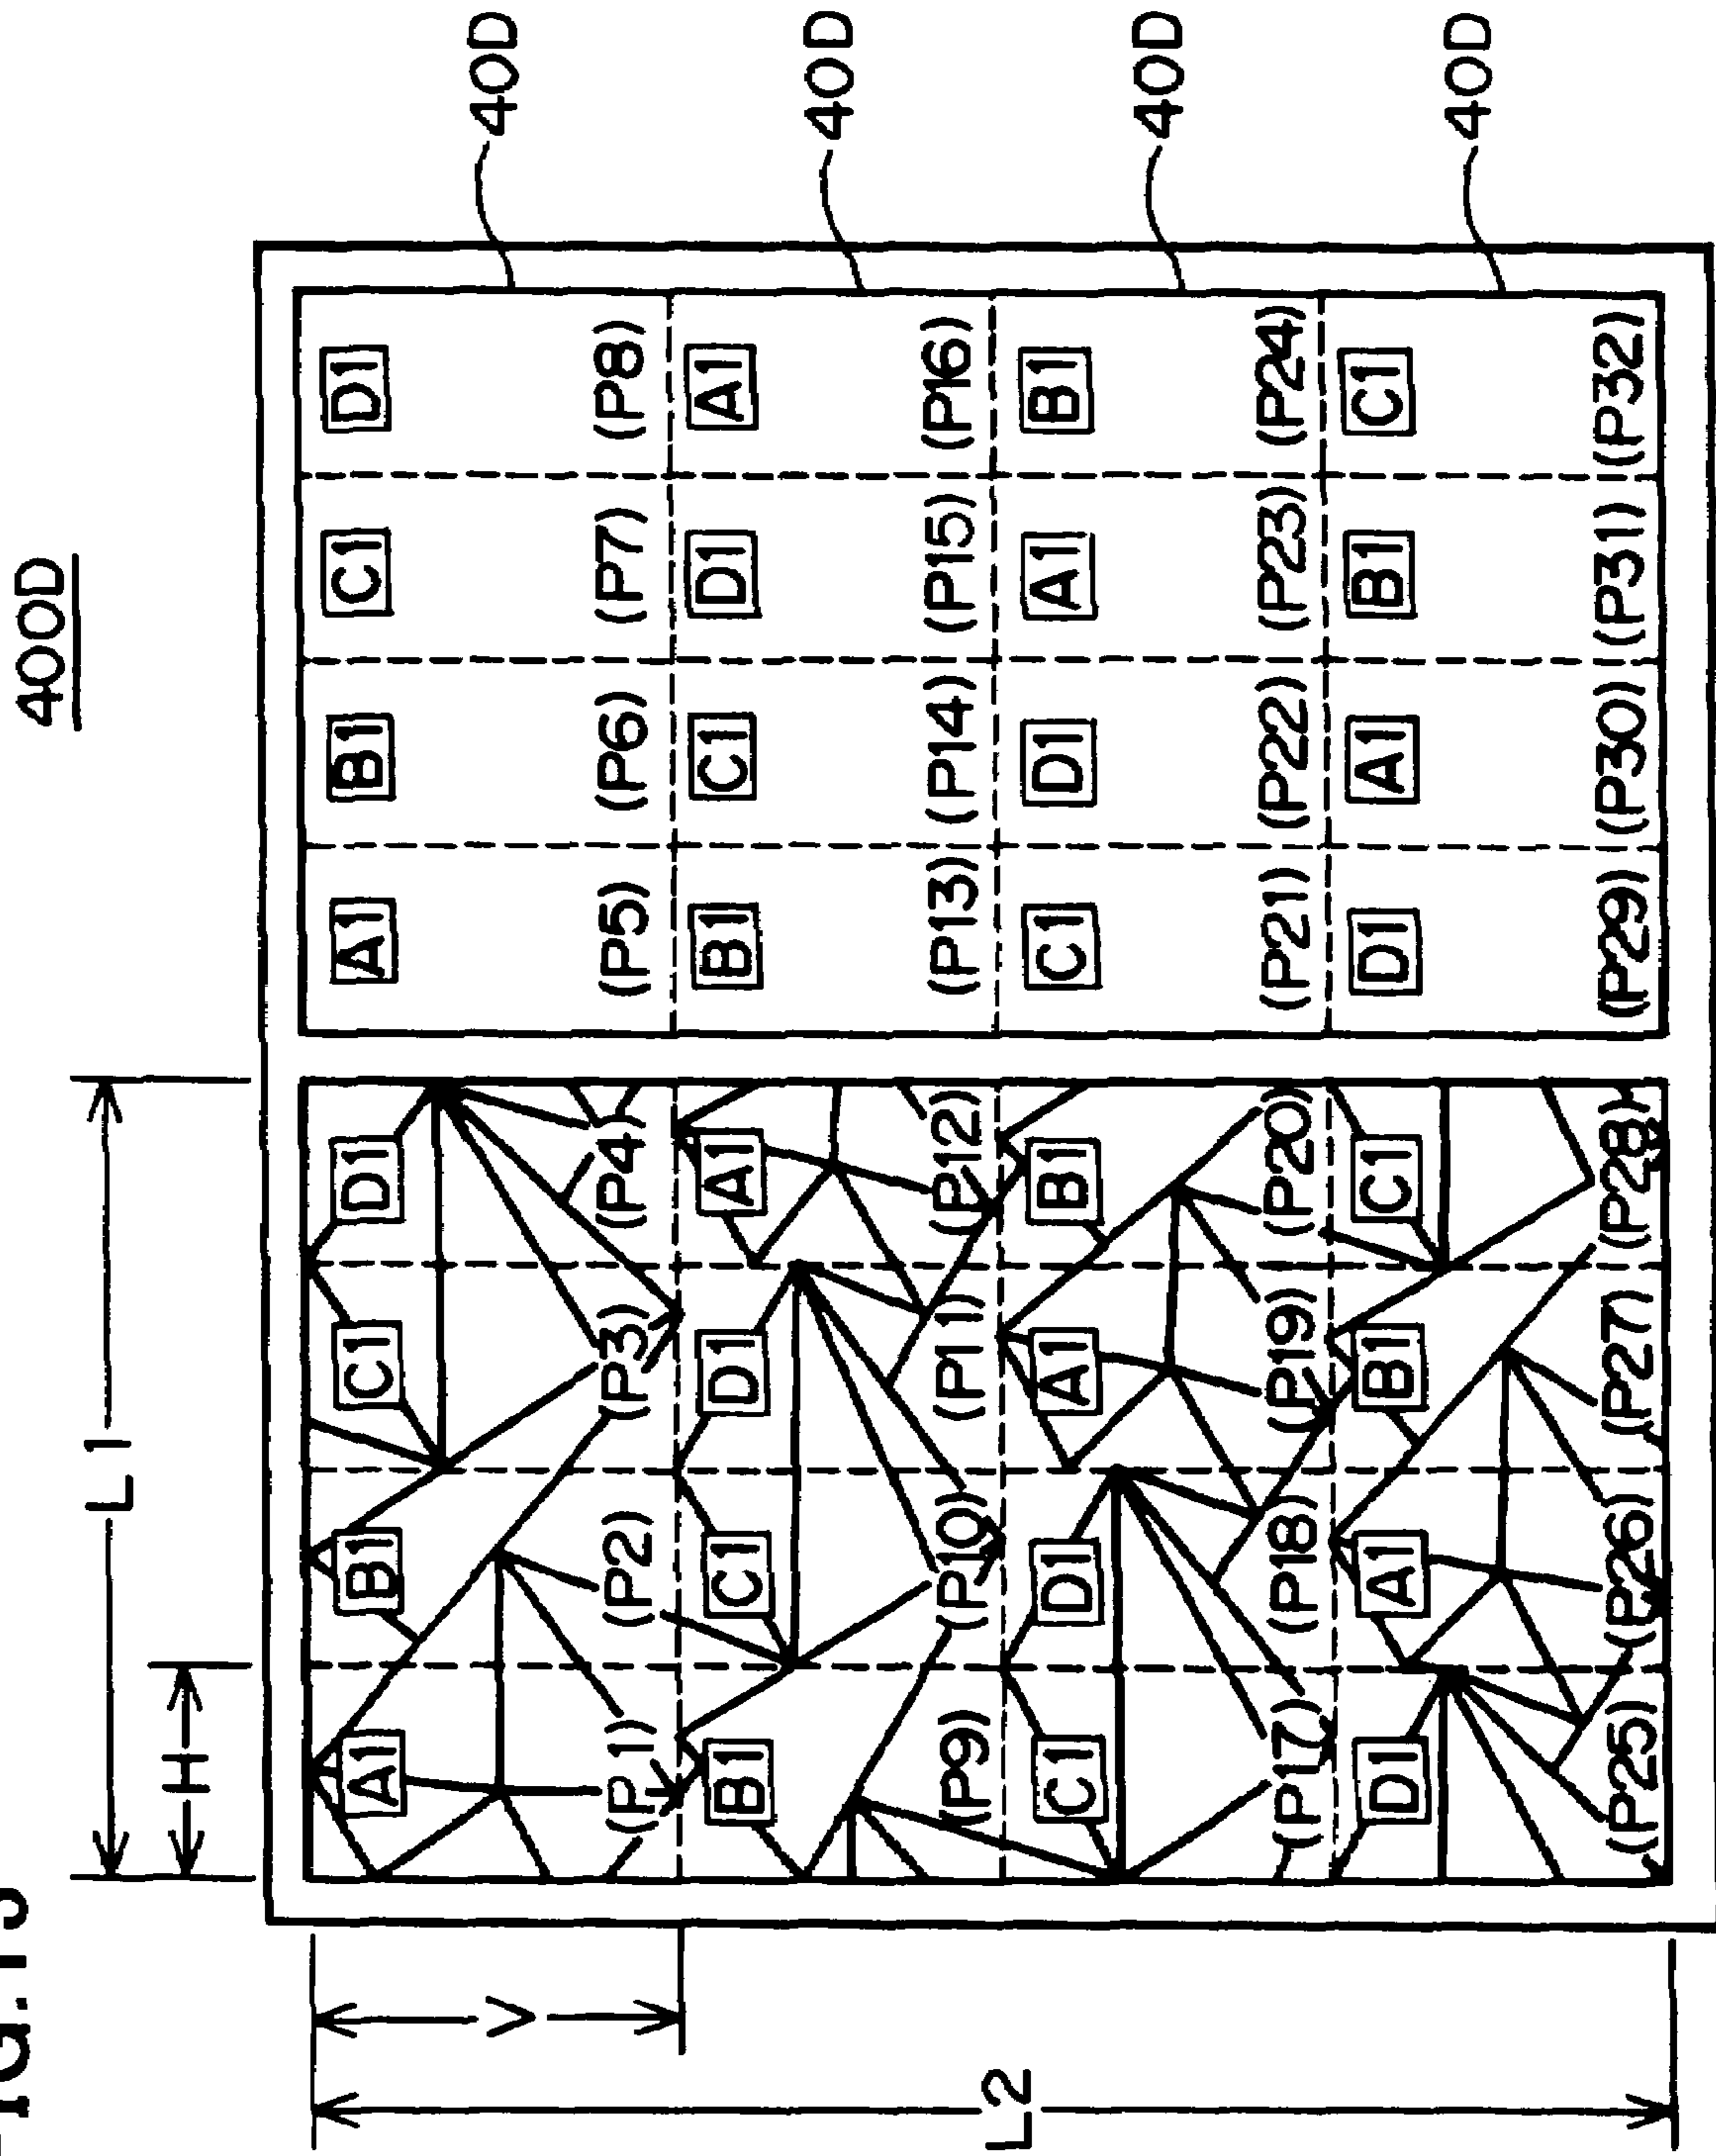 400D
L1
H
V
L2
A1 B1 C1 D1 A1 B1 C1 D1
40D
(P1) (P2) (P3) (P4) (P5) (P6) (P7) (P8)
B1 C1 D1 A1 B1 C1 D1 A1
40D
(P9) (P10) (P11) (P12) (P13) (P14) (P15) (P16)
C1 D1 A1 B1 C1 D1 A1 B1
40D
(P17) (P18) (P19) (P20) (P21) (P22) (P23) (P24)
D1 A1 B1 C1 D1 A1 B1 C1
40D
(P25) (P26) (P27) (P28) (P29) (P30) (P31) (P32)